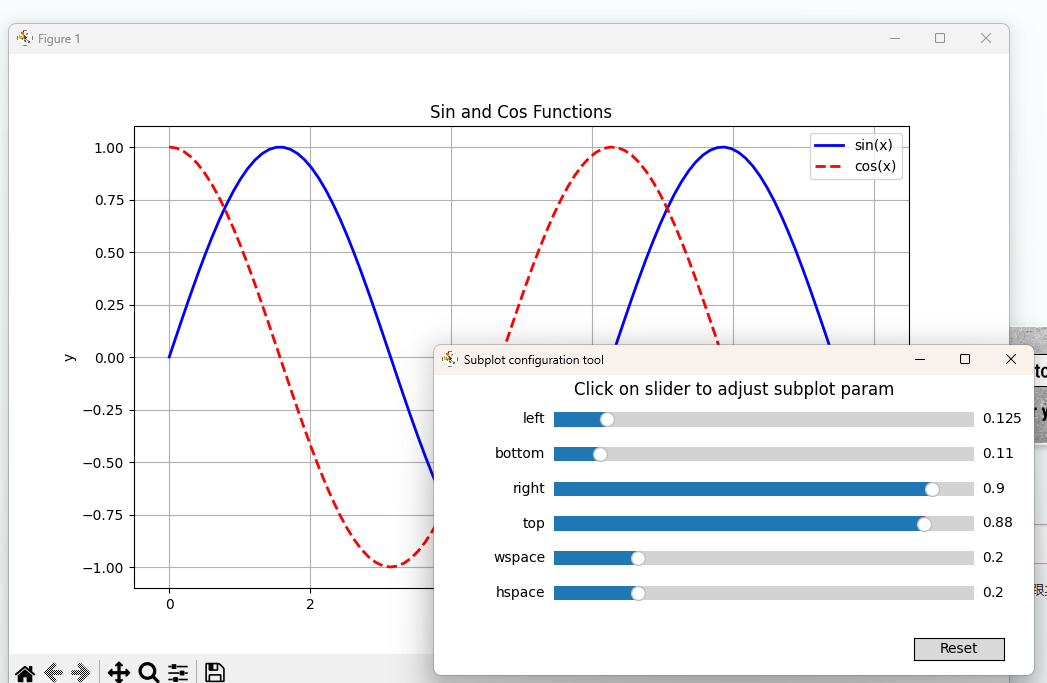 Figure 1
Sin and Cos Functions
sin(x)
cos(x)
1.00
0.75
0.50
0.25
0.00
−0.25
−0.50
−0.75
−1.00
y
0
2
Subplot configuration tool
Click on slider to adjust subplot param
left 0.125
bottom 0.11
right 0.9
top 0.88
wspace 0.2
hspace 0.2
Reset